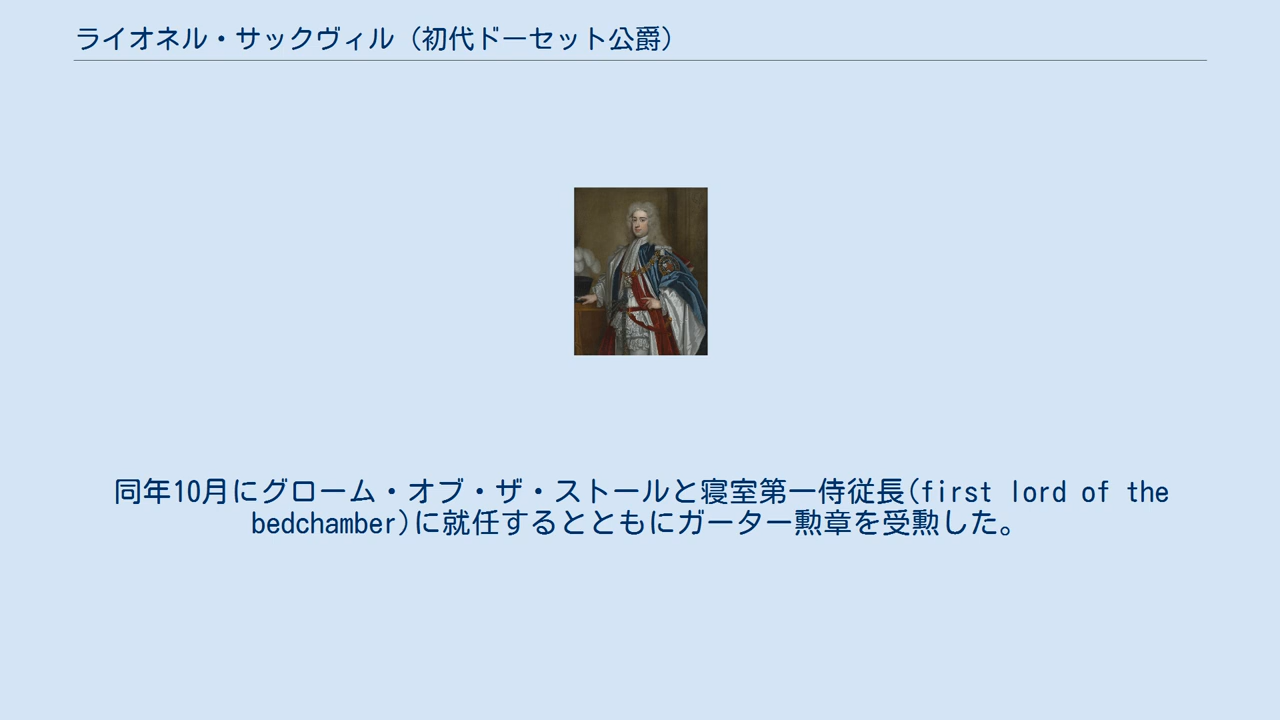 ライオネル・サックヴィル（初代ドーセット公爵）
同年10月にグローム・オブ・ザ・ストールと寝室第一侍従長(first lord of the
bedchamber)に就任するとともにガーター勲章を受勲した。